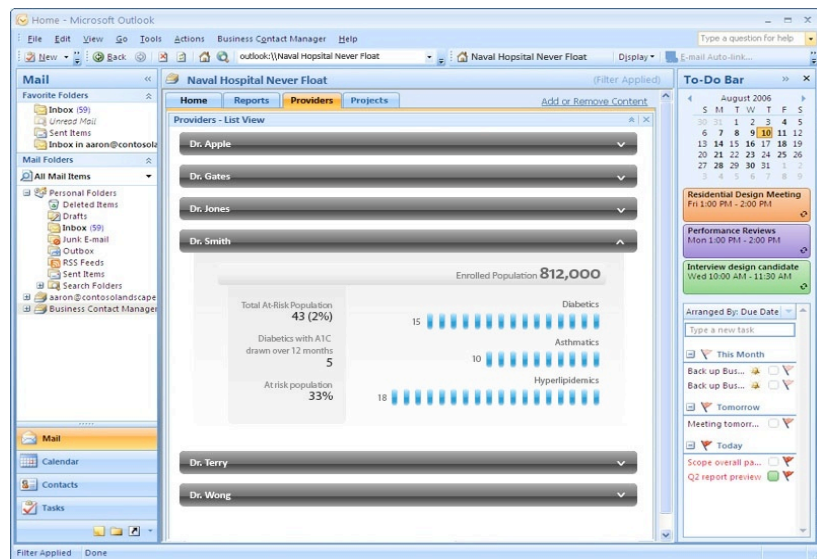 Home - Microsoft Outlook
File Edit View Go Tools Actions Business Contact Manager Help
Type a question for help
New Back outlook:\\Naval Hopsital Never Float Naval Hospital Never Float Display E-mail Auto-link...
Mail
Favorite Folders
Inbox (59)
Unread Mail
Sent Items
Inbox in aaron@contosola
Mail Folders
All Mail Items
Personal Folders
Deleted Items
Drafts
Inbox (59)
Junk E-mail
Outbox
RSS Feeds
Sent Items
Search Folders
aaron@contosolandscape
Business Contact Manager
Mail
Calendar
Contacts
Tasks
Naval Hospital Never Float (Filter Applied)
Home Reports Providers Projects Add or Remove Content
Providers - List View
Dr. Apple
Dr. Gates
Dr. Jones
Dr. Smith
Enrolled Population 812,000
Total At-Risk Population
43 (2%)
Diabetics with A1C
drawn over 12 months
5
At risk population
33%
Diabetics
15
Asthmatics
10
Hyperlipidemics
18
Dr. Terry
Dr. Wong
To-Do Bar
August 2006
S M T W T F S
30 31 1 2 3 4 5
6 7 8 9 10 11 12
13 14 15 16 17 18 19
20 21 22 23 24 25 26
27 28 29 30 31 1 2
3 4 5 6 7 8 9
Residential Design Meeting
Fri 1:00 PM - 2:00 PM
Performance Reviews
Mon 1:00 PM - 2:00 PM
Interview design candidate
Wed 10:00 AM - 11:30 AM
Arranged By: Due Date
Type a new task
This Month
Back up Bus...
Back up Bus...
Tomorrow
Meeting tomorr...
Today
Scope overall pa...
Q2 report preview
Filter Applied Done